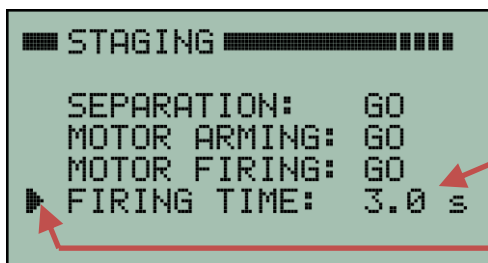 STAGING
SEPARATION: GO
MOTOR ARMING: GO
MOTOR FIRING: GO
FIRING TIME: 3.0 s